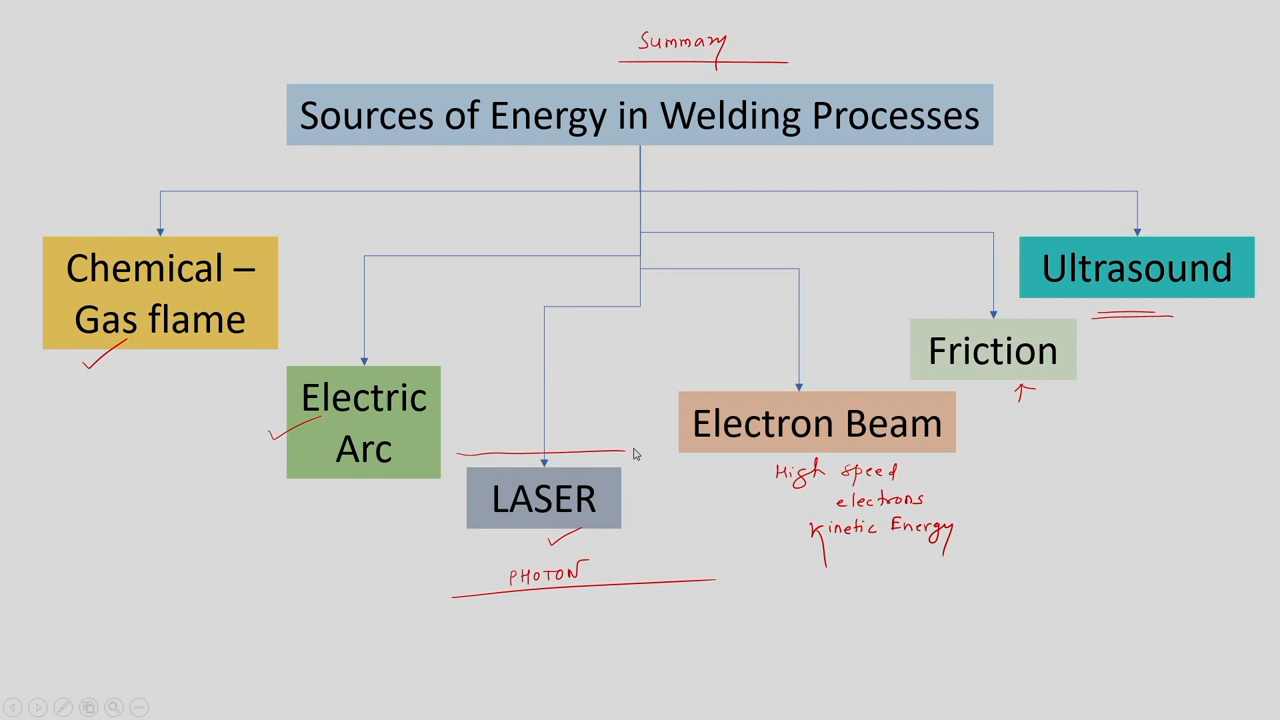 Summary
Sources of Energy in Welding Processes
Chemical –
Gas flame
Electric
Arc
LASER
PHOTON
Electron Beam
High speed
electrons
Kinetic Energy
Friction
Ultrasound